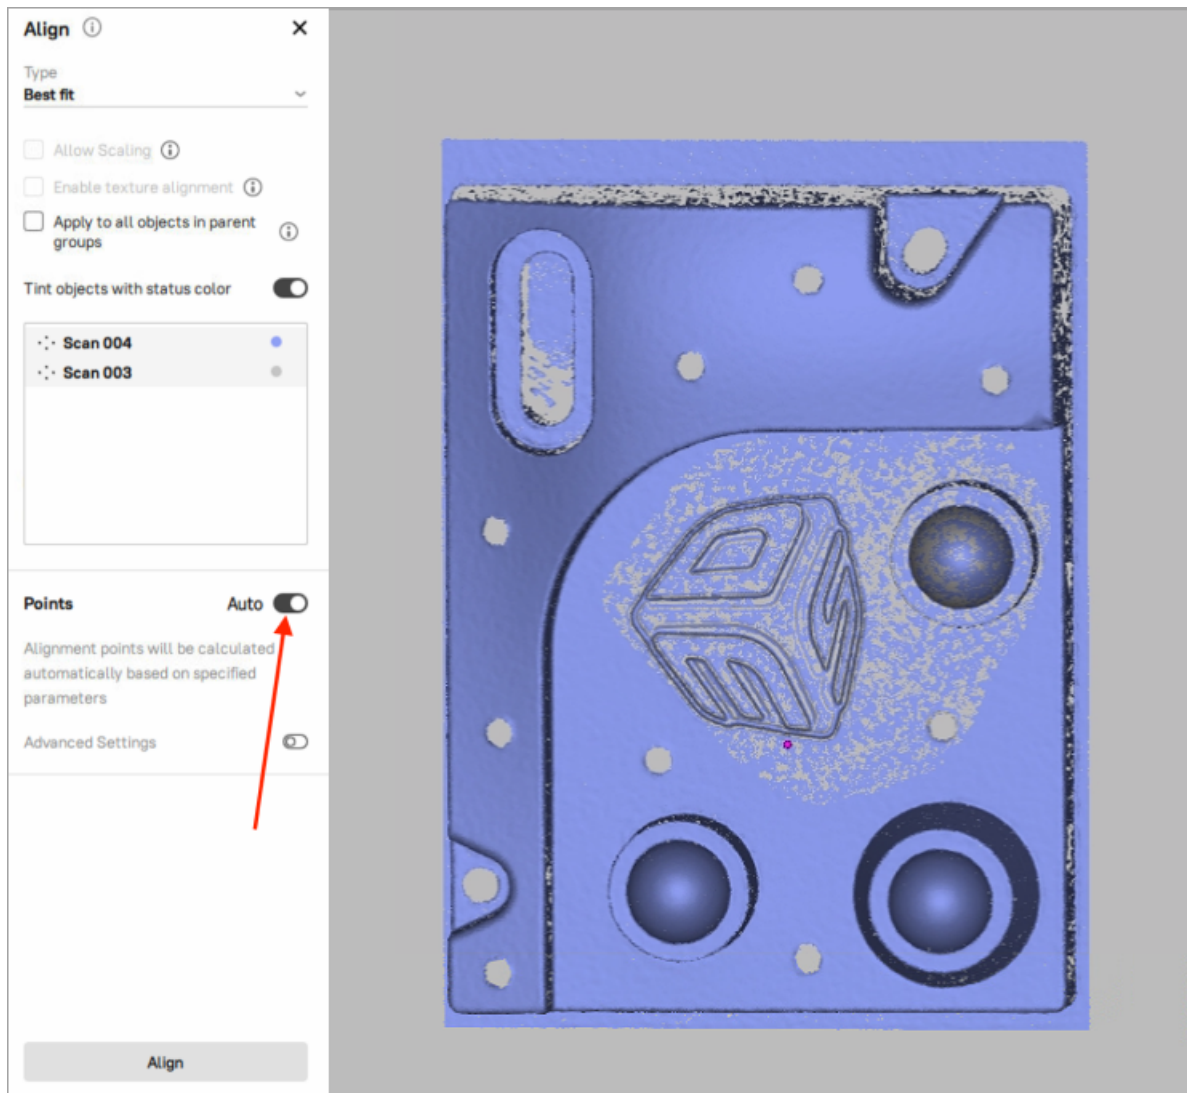 Align
Type
Best fit
Allow Scaling
Enable texture alignment
Apply to all objects in parent
groups
Tint objects with status color
Scan 004
Scan 003
Points Auto
Alignment points will be calculated
automatically based on specified
parameters
Advanced Settings
Align